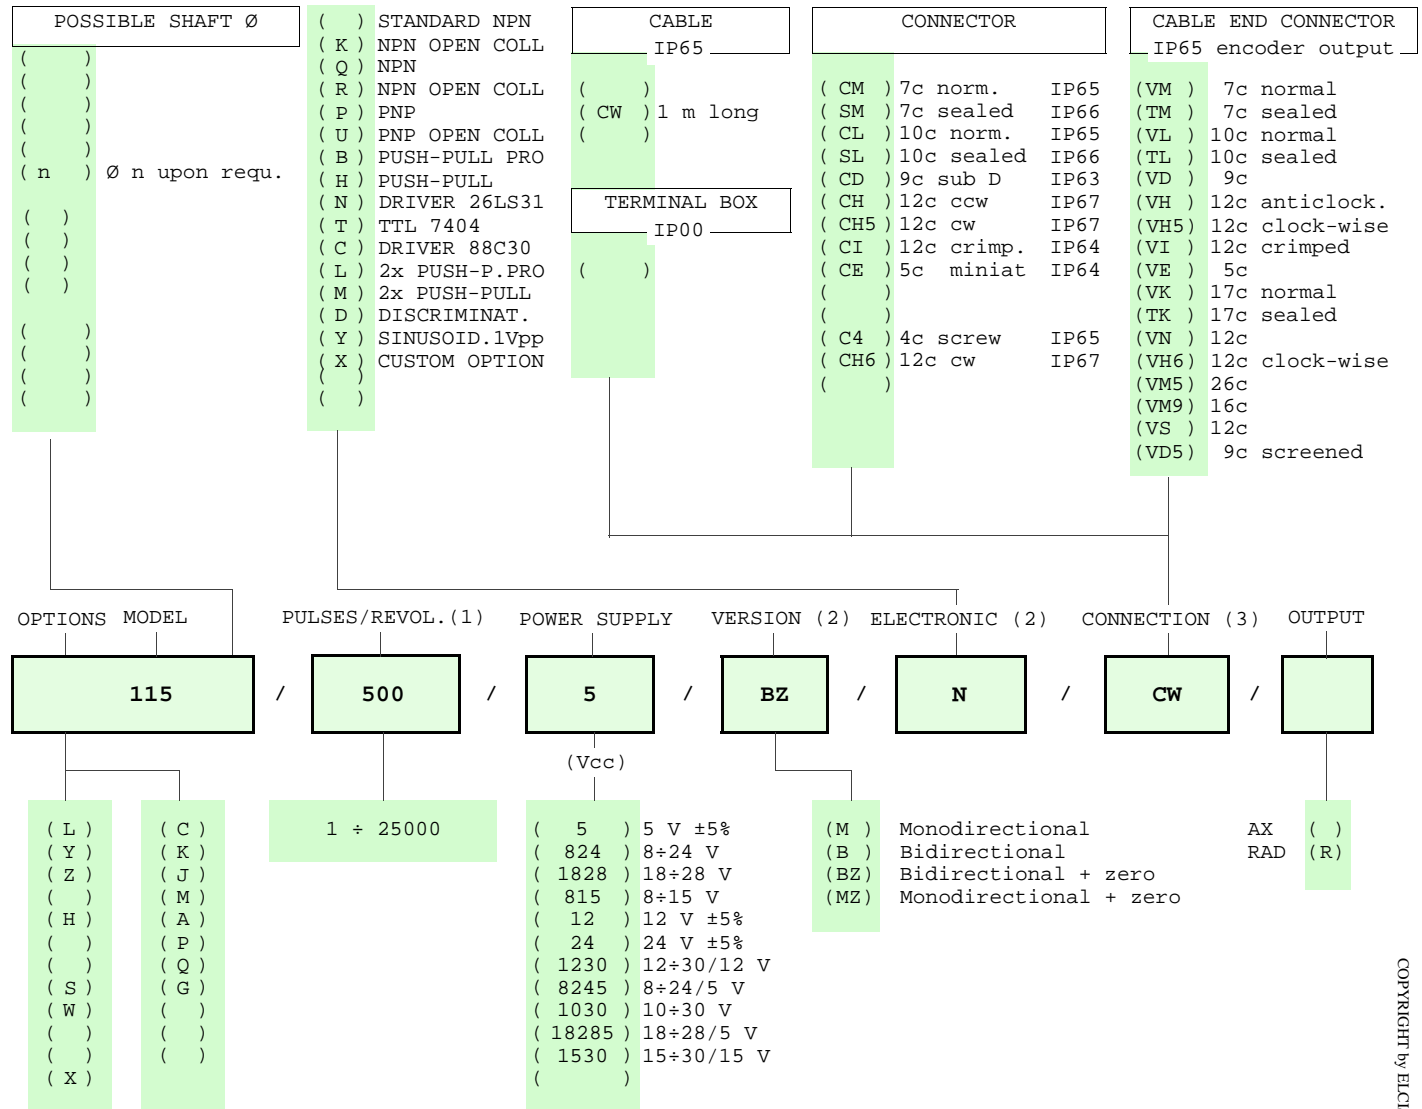 POSSIBLE SHAFT Ø
( )
( )
( )
( )
( )
( n ) Ø n upon requ.
( )
( )
( )
( )
( )
( )
( )
( )
( ) STANDARD NPN
( K ) NPN OPEN COLL
( Q ) NPN
( R ) NPN OPEN COLL
( P ) PNP
( U ) PNP OPEN COLL
( B ) PUSH-PULL PRO
( H ) PUSH-PULL
( N ) DRIVER 26LS31
( T ) TTL 7404
( C ) DRIVER 88C30
( L ) 2x PUSH-P.PRO
( M ) 2x PUSH-PULL
( D ) DISCRIMINAT.
( Y ) SINUSOID.1Vpp
( X ) CUSTOM OPTION
( )
( )
CABLE
IP65
( )
( CW ) 1 m long
( )
TERMINAL BOX
IP00
( )
CONNECTOR
( CM ) 7c norm. IP65
( SM ) 7c sealed IP66
( CL ) 10c norm. IP65
( SL ) 10c sealed IP66
( CD ) 9c sub D IP63
( CH ) 12c ccw IP67
( CH5 ) 12c cw IP67
( CI ) 12c crimp. IP64
( CE ) 5c miniat IP64
( )
( )
( C4 ) 4c screw IP65
( CH6 ) 12c cw IP67
( )
CABLE END CONNECTOR
IP65 encoder output
(VM ) 7c normal
(TM ) 7c sealed
(VL ) 10c normal
(TL ) 10c sealed
(VD ) 9c
(VH ) 12c anticlock.
(VH5) 12c clock-wise
(VI ) 12c crimped
(VE ) 5c
(VK ) 17c normal
(TK ) 17c sealed
(VN ) 12c
(VH6) 12c clock-wise
(VM5) 26c
(VM9) 16c
(VS ) 12c
(VD5) 9c screened
OPTIONS MODEL PULSES/REVOL.(1) POWER SUPPLY VERSION (2) ELECTRONIC (2) CONNECTION (3) OUTPUT
115 / 500 / 5 / BZ / N / CW /
(Vcc)
( L )
( Y )
( Z )
( )
( H )
( )
( )
( S )
( W )
( )
( )
( X )
( C )
( K )
( J )
( M )
( A )
( P )
( Q )
( G )
( )
( )
( )
1 ÷ 25000
( 5 ) 5 V ±5%
( 824 ) 8÷24 V
( 1828 ) 18÷28 V
( 815 ) 8÷15 V
( 12 ) 12 V ±5%
( 24 ) 24 V ±5%
( 1230 ) 12÷30/12 V
( 8245 ) 8÷24/5 V
( 1030 ) 10÷30 V
( 18285 ) 18÷28/5 V
( 1530 ) 15÷30/15 V
( )
(M ) Monodirectional
(B ) Bidirectional
(BZ) Bidirectional + zero
(MZ) Monodirectional + zero
AX ( )
RAD (R)
COPYRIGHT by ELCI